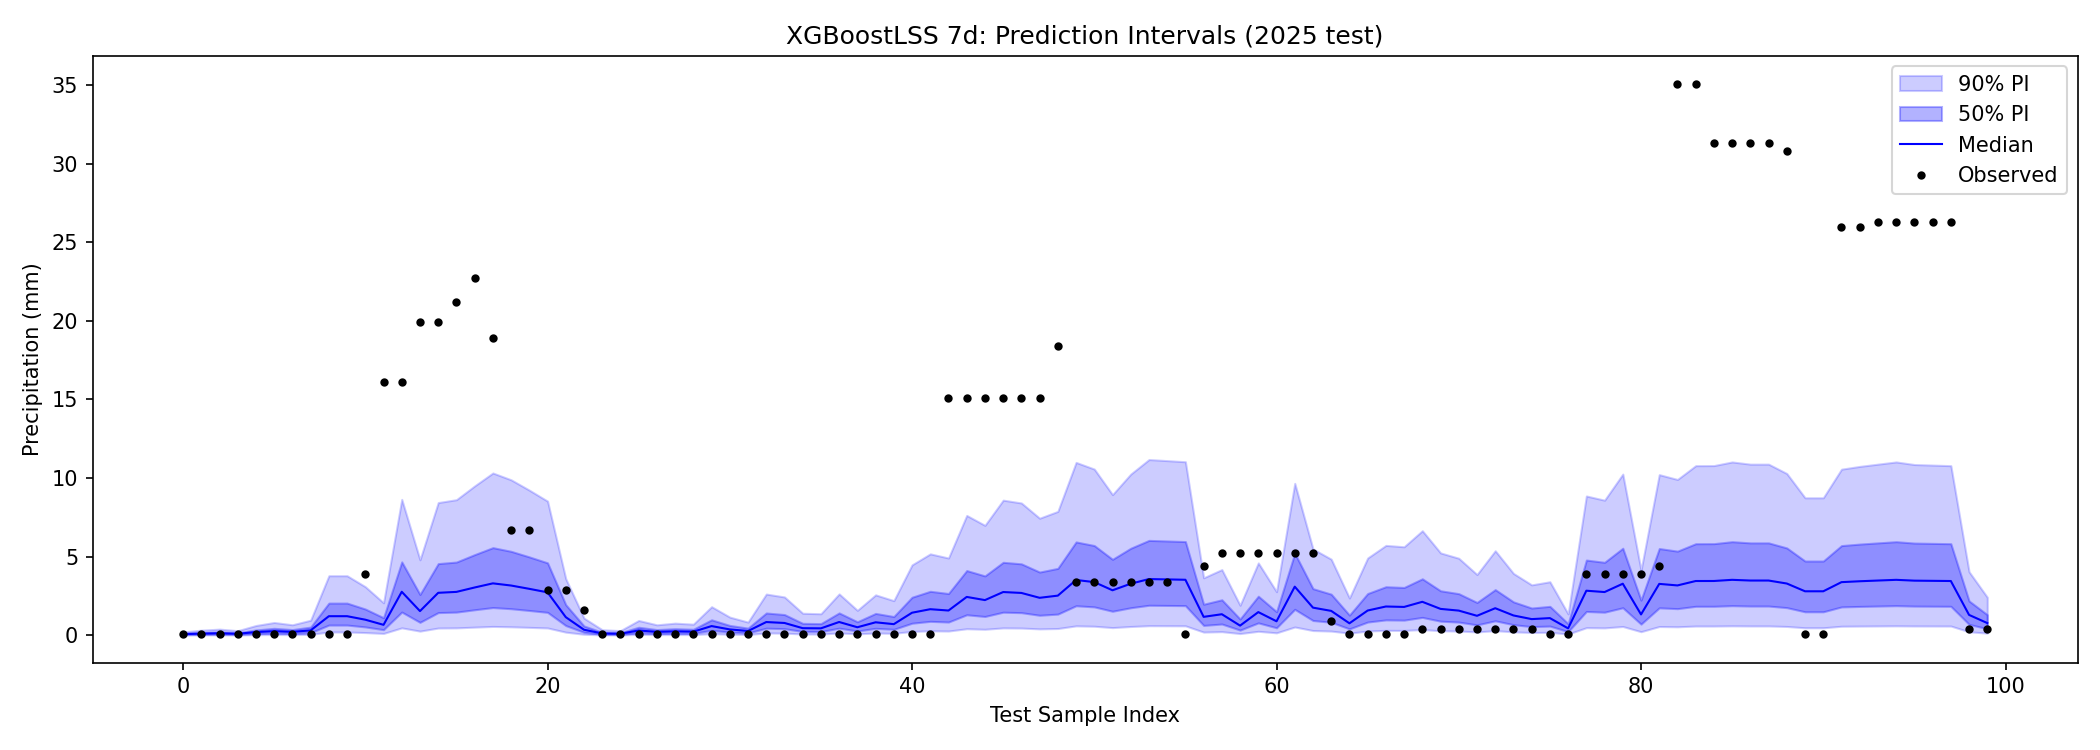 XGBoostLSS 7d: Prediction Intervals (2025 test)
35
30
25
20
15
10
5
0
Precipitation (mm)
90% PI
50% PI
Median
Observed
0
20
40
60
80
100
Test Sample Index